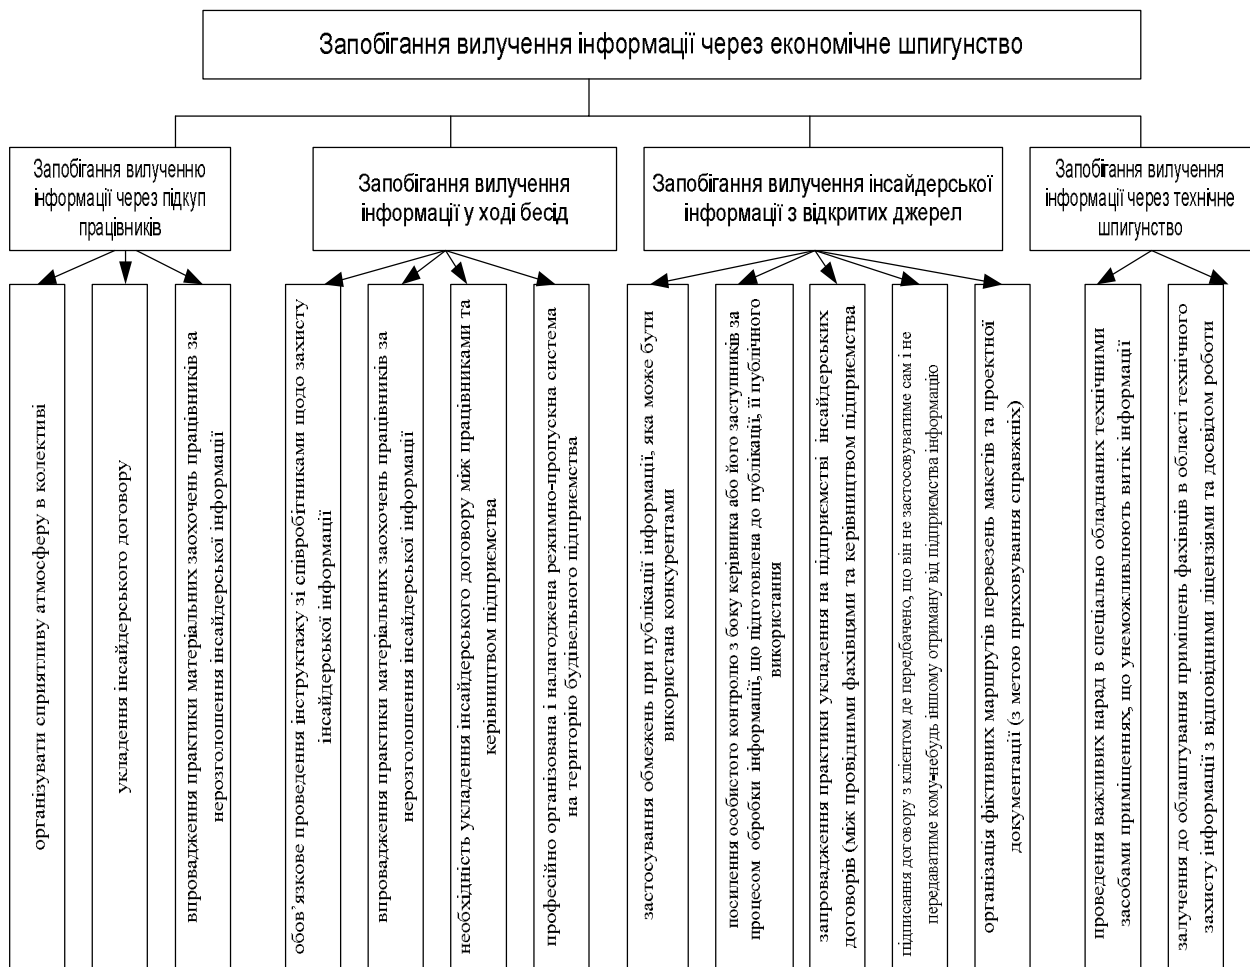 Запобігання вилучення інформації через економічне шпигунство
Запобігання вилученню
інформації через підкуп
працівників
Запобігання вилучення
інформації у ході бесід
Запобігання вилучення інсайдерської
інформації з відкритих джерел
Запобігання вилучення
інформації через технічне
шпигунство
організувати сприятливу атмосферу в колективі
укладення інсайдерського договору
впровадження практики матеріальних заохочень працівників за
нерозголошення інсайдерської інформації
обов’язкове проведення інструктажу зі співробітниками щодо захисту
інсайдерської інформації
впровадження практики матеріальних заохочень працівників за
нерозголошення інсайдерської інформації
необхідність укладення інсайдерського договору між працівниками та
керівництвом підприємства
професійно організована і налагоджена режимно-пропускна система
на територію будівельного підприємства
застосування обмежень при публікації інформації, яка може бути
використана конкурентами
посилення особистого контролю з боку керівника або його заступників за
процесом обробки інформації, що підготовлена до публікації, її публічного
використання
запровадження практики укладення на підприємстві інсайдерських
договорів (між провідними фахівцями та керівництвом підприємства
підписання договору з клієнтом де передбачено, що він не застосовуватиме сам і не
передаватиме кому-небудь іншому отриману від підприємства інформацію
організація фіктивних маршрутів перевезень макетів та проектної
документації (з метою приховування справжніх)
проведення важливих нарад в спеціально обладнаних технічними
засобами приміщеннях, що унеможливлюють витік інформації
залучення до облаштування приміщень фахівців в області технічного
захисту інформації з відповідними ліцензіями та досвідом роботи